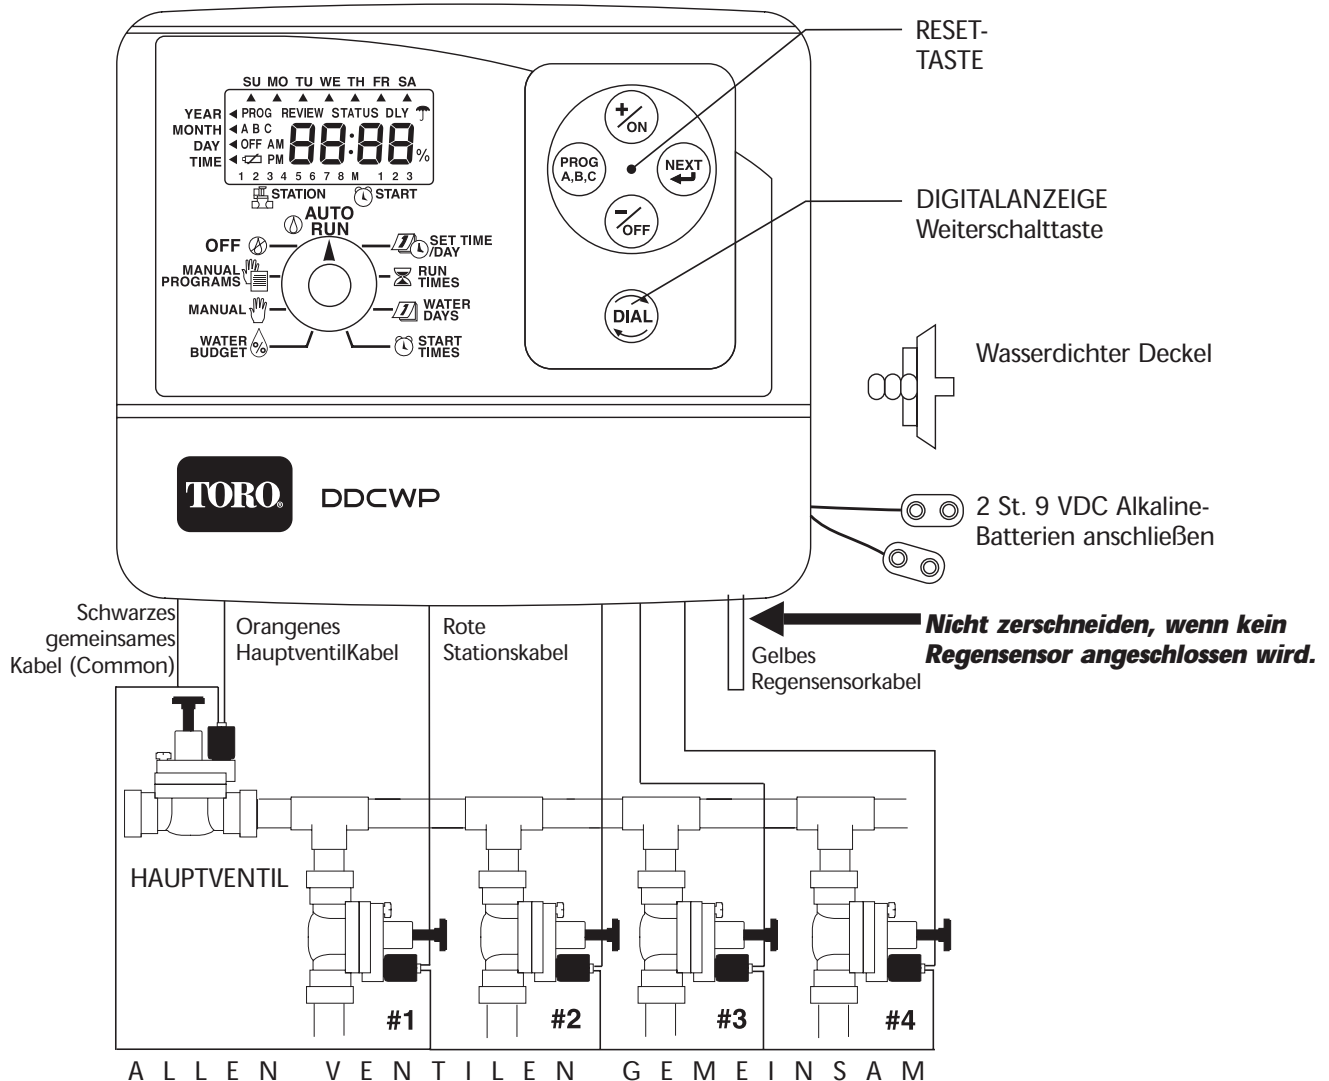 RESET-
TASTE
SU MO TU WE TH FR SA
YEAR PROG REVIEW STATUS DLY
MONTH A B C
DAY OFF AM
88:88 %
TIME PM
1 2 3 4 5 6 7 8 M 1 2 3
STATION START
+/ON
PROG
A,B,C
NEXT
-/OFF
DIAL
DIGITALANZEIGE
Weiterschalttaste
AUTO
RUN
OFF
SET TIME
/DAY
MANUAL
PROGRAMS
RUN
TIMES
MANUAL
WATER
DAYS
WATER
BUDGET
%
START
TIMES
Wasserdichter Deckel
TORO.
DDCWP
2 St. 9 VDC Alkaline-
Batterien anschließen
Schwarzes
gemeinsames
Kabel (Common)
Orangenes
HauptventilKabel
Rote
Stationskabel
Gelbes
Regensensorkabel
Nicht zerschneiden, wenn kein
Regensensor angeschlossen wird.
HAUPTVENTIL
#1 #2 #3 #4
ALLEN VENTILEN GEMEINSAM